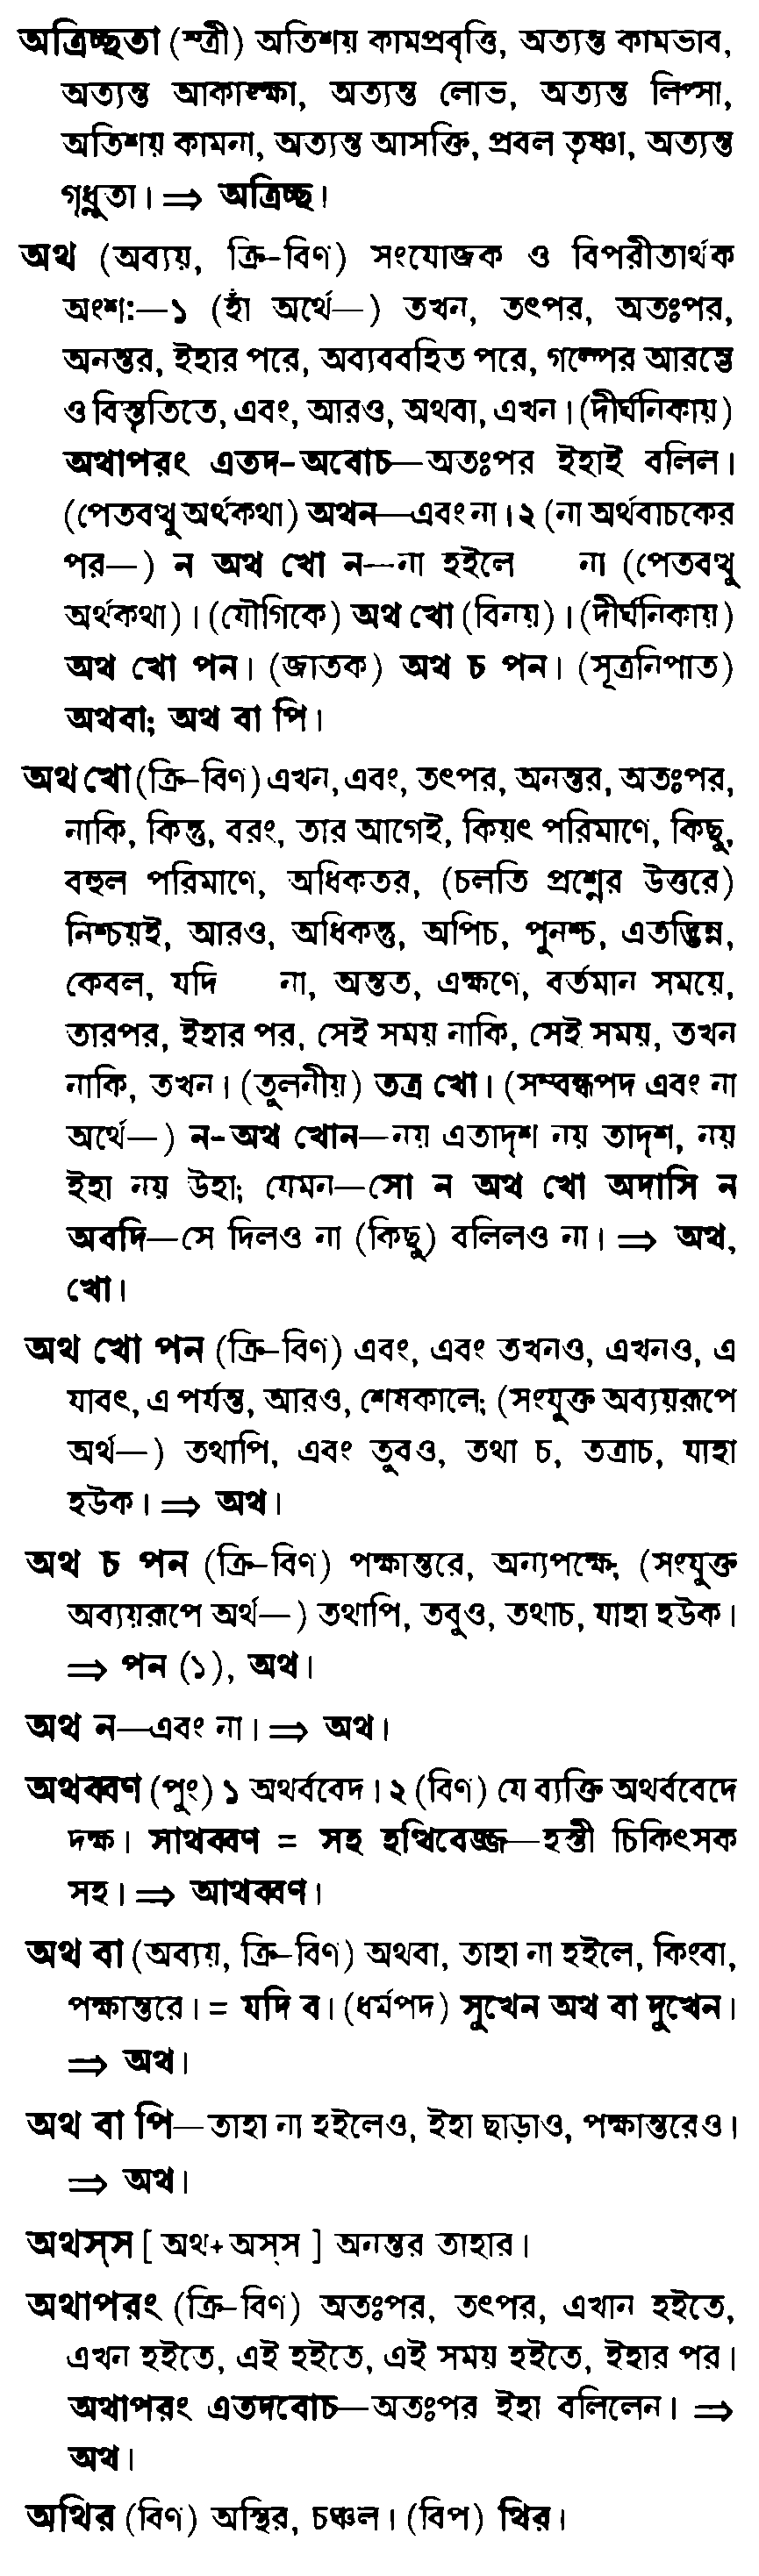 অত্রিচ্ছতা (স্ত্রী) অতিশয় কামপ্রবৃত্তি, অত্যন্ত কামভাব,
অত্যন্ত আকাঙ্ক্ষা, অত্যন্ত লোভ, অত্যন্ত লিপ্সা,
অতিশয় কামনা, অত্যন্ত আসক্তি, প্রবল তৃষ্ণা, অত্যন্ত
গৃধ্নুতা। ⇒ অত্রিচ্ছ।
অথ (অব্যয়, ক্রি-বিণ) সংযোজক ও বিপরীতার্থক
অংশ:—১ (হাঁ অর্থে—) তখন, তৎপর, অতঃপর,
অনন্তর, ইহার পরে, অব্যববহিত পরে, গল্পের আরম্ভে
ও বিস্তৃতিতে, এবং, আরও, অথবা, এখন। (দীর্ঘনিকায়)
অথাপরং এতদ-অবোচ—অতঃপর ইহাই বলিল।
(পেতবত্থু অর্থকথা) অথন—এবং না। ২ (না অর্থবাচকের
পর—) ন অথ খো ন—না হইলে না (পেতবত্থু
অর্থকথা)। (যৌগিকে) অথ খো (বিনয়)। (দীর্ঘনিকায়)
অথ খো পন। (জাতক) অথ চ পন। (সূত্রনিপাত)
অথবা; অথ বা পি।
অথ খো (ক্রি-বিণ) এখন, এবং, তৎপর, অনন্তর, অতঃপর,
নাকি, কিন্তু, বরং, তার আগেই, কিয়ৎ পরিমাণে, কিছু,
বহুল পরিমাণে, অধিকতর, (চলতি প্রশ্নের উত্তরে)
নিশ্চয়ই, আরও, অধিকন্তু, অপিচ, পুনশ্চ, এতদ্ভিন্ন,
কেবল, যদি না, অন্তত, এক্ষণে, বর্তমান সময়ে,
তারপর, ইহার পর, সেই সময় নাকি, সেই সময়, তখন
নাকি, তখন। (তুলনীয়) তত্র খো। (সম্বন্ধপদ এবং না
অর্থে—) ন-অথ খোন—নয় এতাদৃশ নয় তাদৃশ, নয়
ইহা নয় উহা; যেমন—সো ন অথ খো অদাসি ন
অবদি—সে দিলও না (কিছু) বলিলও না। ⇒ অথ,
খো।
অথ খো পন (ক্রি-বিণ) এবং, এবং তখনও, এখনও, এ
যাবৎ, এ পর্যন্ত, আরও, শেষকালে; (সংযুক্ত অব্যয়রূপে
অর্থ—) তথাপি, এবং তুবও, তথা চ, তত্রাচ, যাহা
হউক। ⇒ অথ।
অথ চ পন (ক্রি-বিণ) পক্ষান্তরে, অন্যপক্ষে; (সংযুক্ত
অব্যয়রূপে অর্থ—) তথাপি, তবুও, তথাচ, যাহা হউক।
⇒ পন (১), অথ।
অথ ন—এবং না। ⇒ অথ।
অথব্বণ (পুং) ১ অথর্ববেদ। ২ (বিণ) যে ব্যক্তি অথর্ববেদে
দক্ষ। সাথব্বণ = সহ হত্থিবেজ্জ—হস্তী চিকিৎসক
সহ। ⇒ আথব্বণ।
অথ বা (অব্যয়, ক্রি-বিণ) অথবা, তাহা না হইলে, কিংবা,
পক্ষান্তরে। = যদি ব। (ধর্মপদ) সুখেন অথ বা দুখেন।
⇒ অথ।
অথ বা পি—তাহা না হইলেও, ইহা ছাড়াও, পক্ষান্তরেও।
⇒ অথ।
অথস্স [ অথ+অস্স ] অনন্তর তাহার।
অথাপরং (ক্রি-বিণ) অতঃপর, তৎপর, এখান হইতে,
এখন হইতে, এই হইতে, এই সময় হইতে, ইহার পর।
অথাপরং এতদবোচ—অতঃপর ইহা বলিলেন। ⇒
অথ।
অথির (বিণ) অস্থির, চঞ্চল। (বিপ) থির।